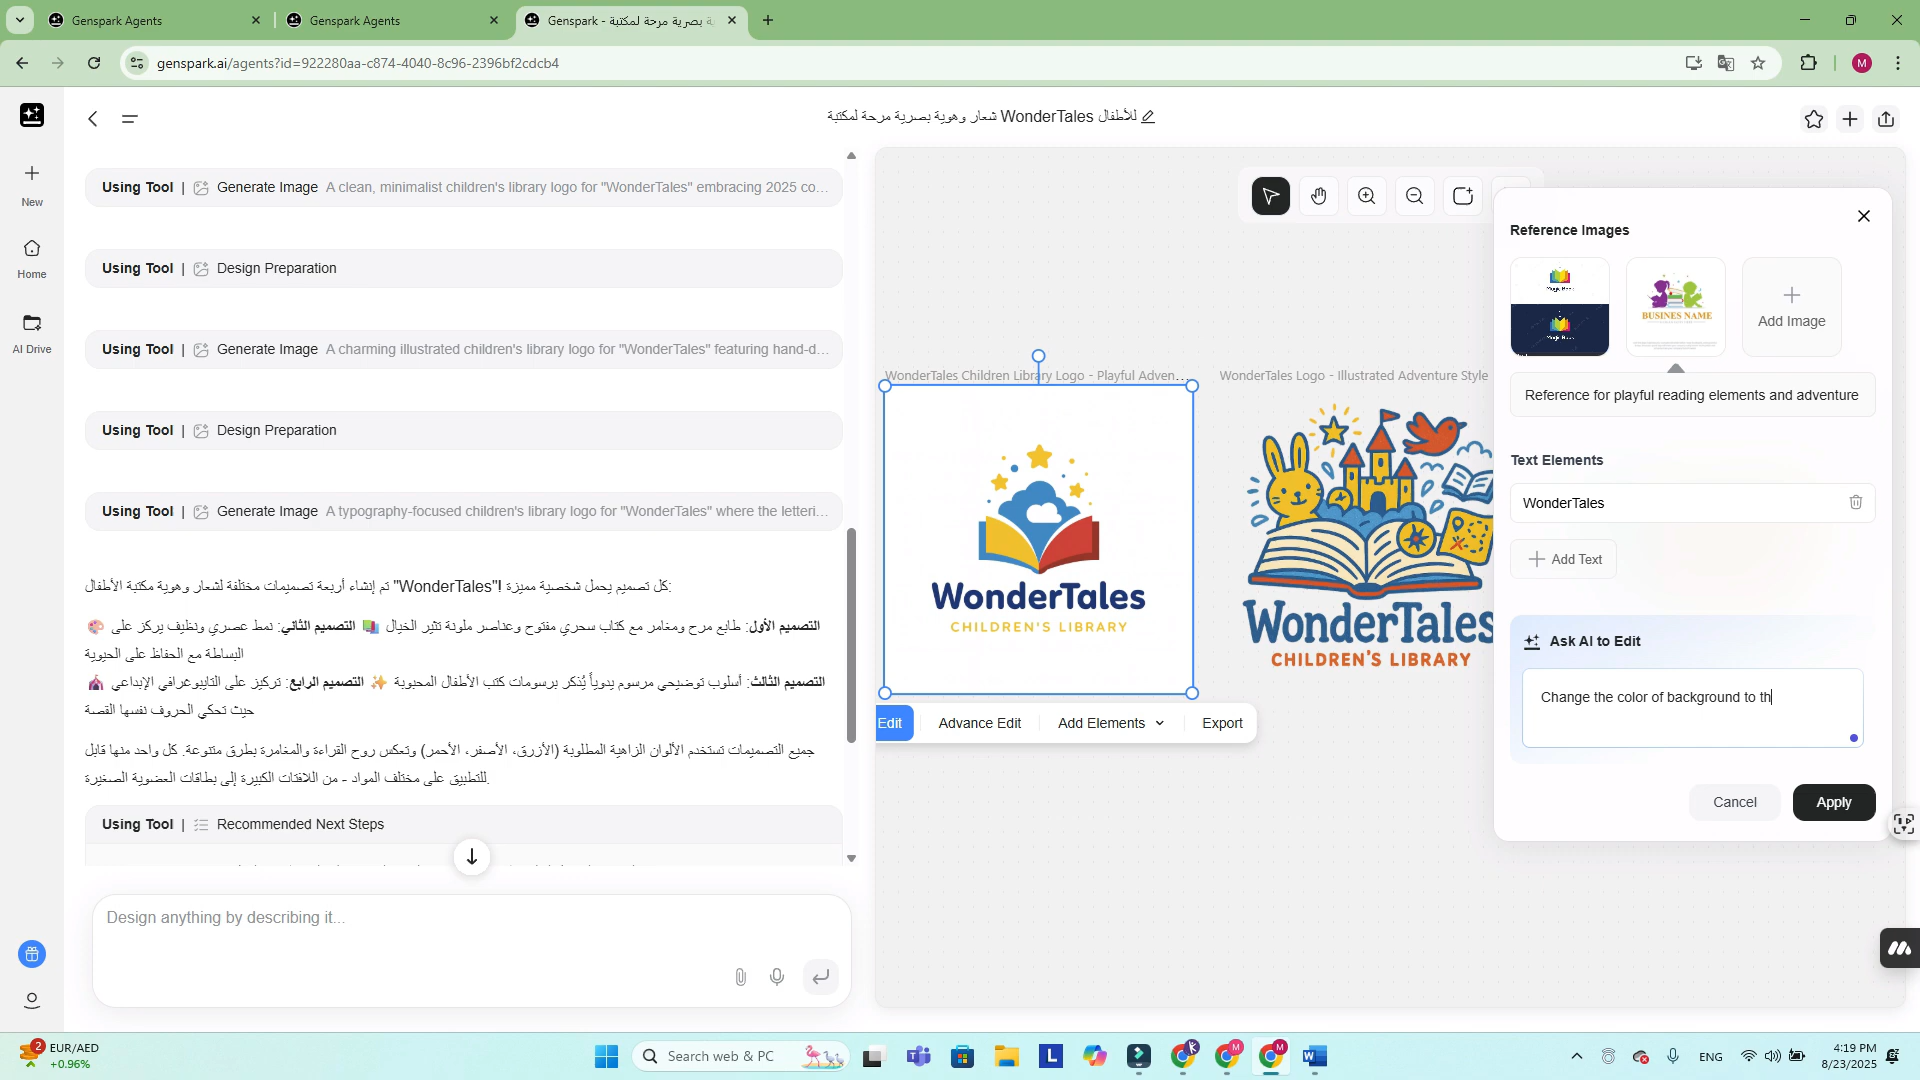 Genspark Agents
Genspark Agents
Genspark - بصرية مرحة لمكتبة
genspark.ai/agents?id=922280aa-c874-4040-8c96-2396bf2cdcb4
M
شعار وهوية بصرية مرحة لمكتبة WonderTales للأطفال
New
Home
AI Drive
Using Tool | Generate Image A clean, minimalist children's library logo for "WonderTales" embracing 2025 co...
Using Tool | Design Preparation
Using Tool | Generate Image A charming illustrated children's library logo for "WonderTales" featuring hand-d...
Using Tool | Design Preparation
Using Tool | Generate Image A typography-focused children's library logo for "WonderTales" where the letteri...
تم إنشاء أربعة تصميمات مختلفة لشعار وهوية مكتبة الأطفال "WonderTales"! كل تصميم يحمل شخصية مميزة:
التصميم الأول: طابع مرح ومغامر مع كتاب سحري مفتوح وعناصر ملونة تثير الخيال 📚 التصميم الثاني: نمط عصري ونظيف يركز على 🎨
البساطة مع الحفاظ على الحيوية
التصميم الثالث: أسلوب توضيحي مرسوم يدوياً يُذكر برسومات كتب الأطفال المحبوبة ✨ التصميم الرابع: تركيز على التايبوغرافي الإبداعي 🎪
حيث تحكي الحروف نفسها القصة
جميع التصميمات تستخدم الألوان الزاهية المطلوبة (الأزرق، الأصفر، الأحمر) وتعكس روح القراءة والمغامرة بطرق متنوعة. كل واحد منها قابل
للتطبيق على مختلف المواد - من اللافتات الكبيرة إلى بطاقات العضوية الصغيرة.
Using Tool | Recommended Next Steps
Design anything by describing it...
WonderTales Children Library Logo - Playful Adven...
WonderTales
CHILDREN'S LIBRARY
WonderTales Logo - Illustrated Adventure Style
WonderTales
CHILDREN'S LIBRARY
Edit
Advance Edit
Add Elements
Export
Reference Images
BUSINES NAME
Add Image
Reference for playful reading elements and adventure
Text Elements
WonderTales
Add Text
Ask AI to Edit
Change the color of background to th
Cancel
Apply
2
EUR/AED
+0.96%
Search web & PC
ENG
4:19 PM
8/23/2025